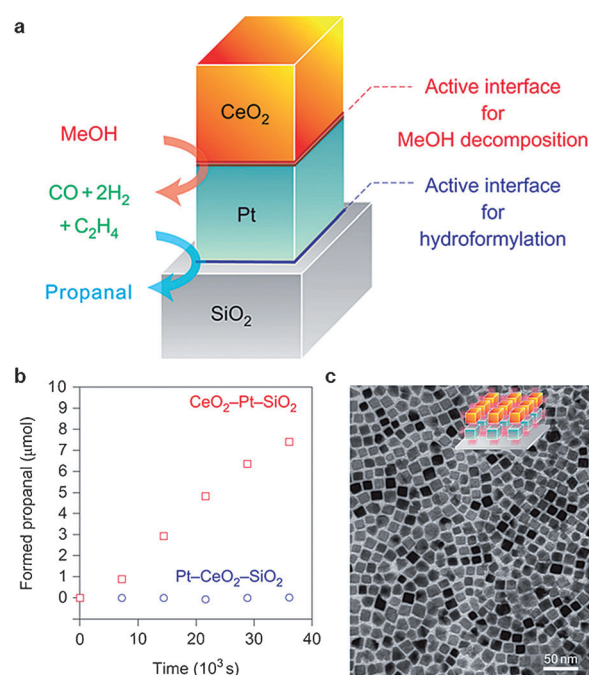 a
CeO₂
Active interface
for
MeOH decomposition
MeOH
CO + 2H₂
+ C₂H₄
Pt
Active interface
for
hydroformylation
Propanal
SiO₂
b
10
9
8
7
6
5
4
3
2
1
0
Formed propanal (μmol)
CeO₂–Pt–SiO₂
Pt–CeO₂–SiO₂
0 10 20 30 40
Time (10³ s)
c
50 nm